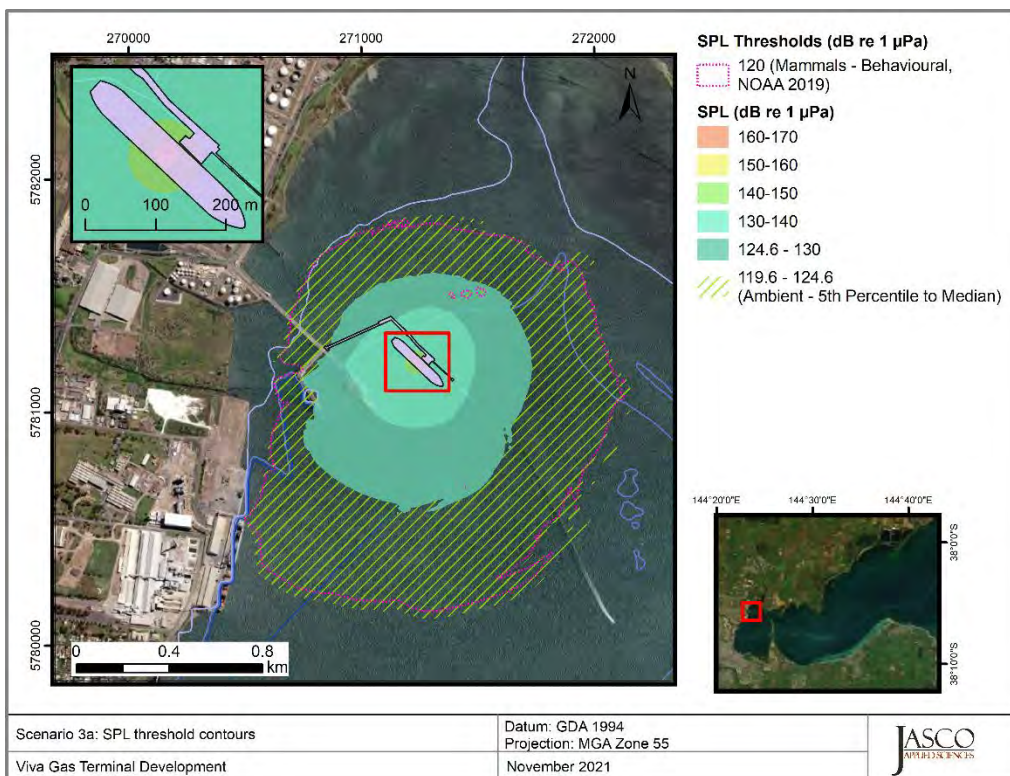 270000 271000 272000
5782000
5781000
5780000
0 100 200 m
N
0 0.4 0.8
km
SPL Thresholds (dB re 1 µPa)
120 (Mammals - Behavioural,
NOAA 2019)
SPL (dB re 1 µPa)
160-170
150-160
140-150
130-140
124.6 - 130
119.6 - 124.6
(Ambient - 5th Percentile to Median)
144°20'0"E 144°30'0"E 144°40'0"E
38°0'0"S
38°10'0"S
Scenario 3a: SPL threshold contours
Viva Gas Terminal Development
Datum: GDA 1994
Projection: MGA Zone 55
November 2021
JASCO
APPLIED SCIENCES